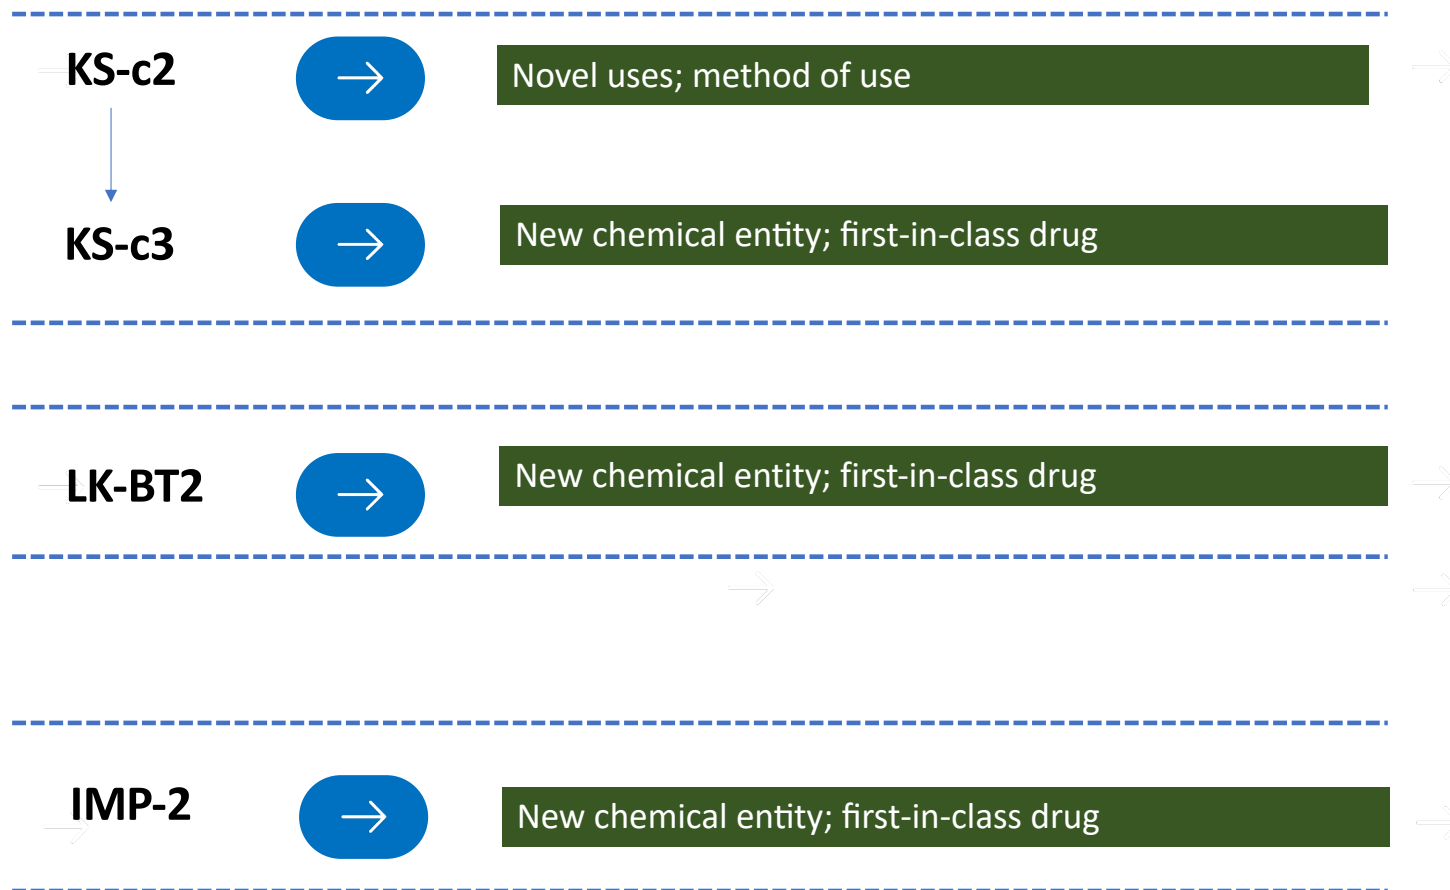 KS-c2
Novel uses; method of use
KS-c3
New chemical entity; first-in-class drug
LK-BT2
New chemical entity; first-in-class drug
IMP-2
New chemical entity; first-in-class drug